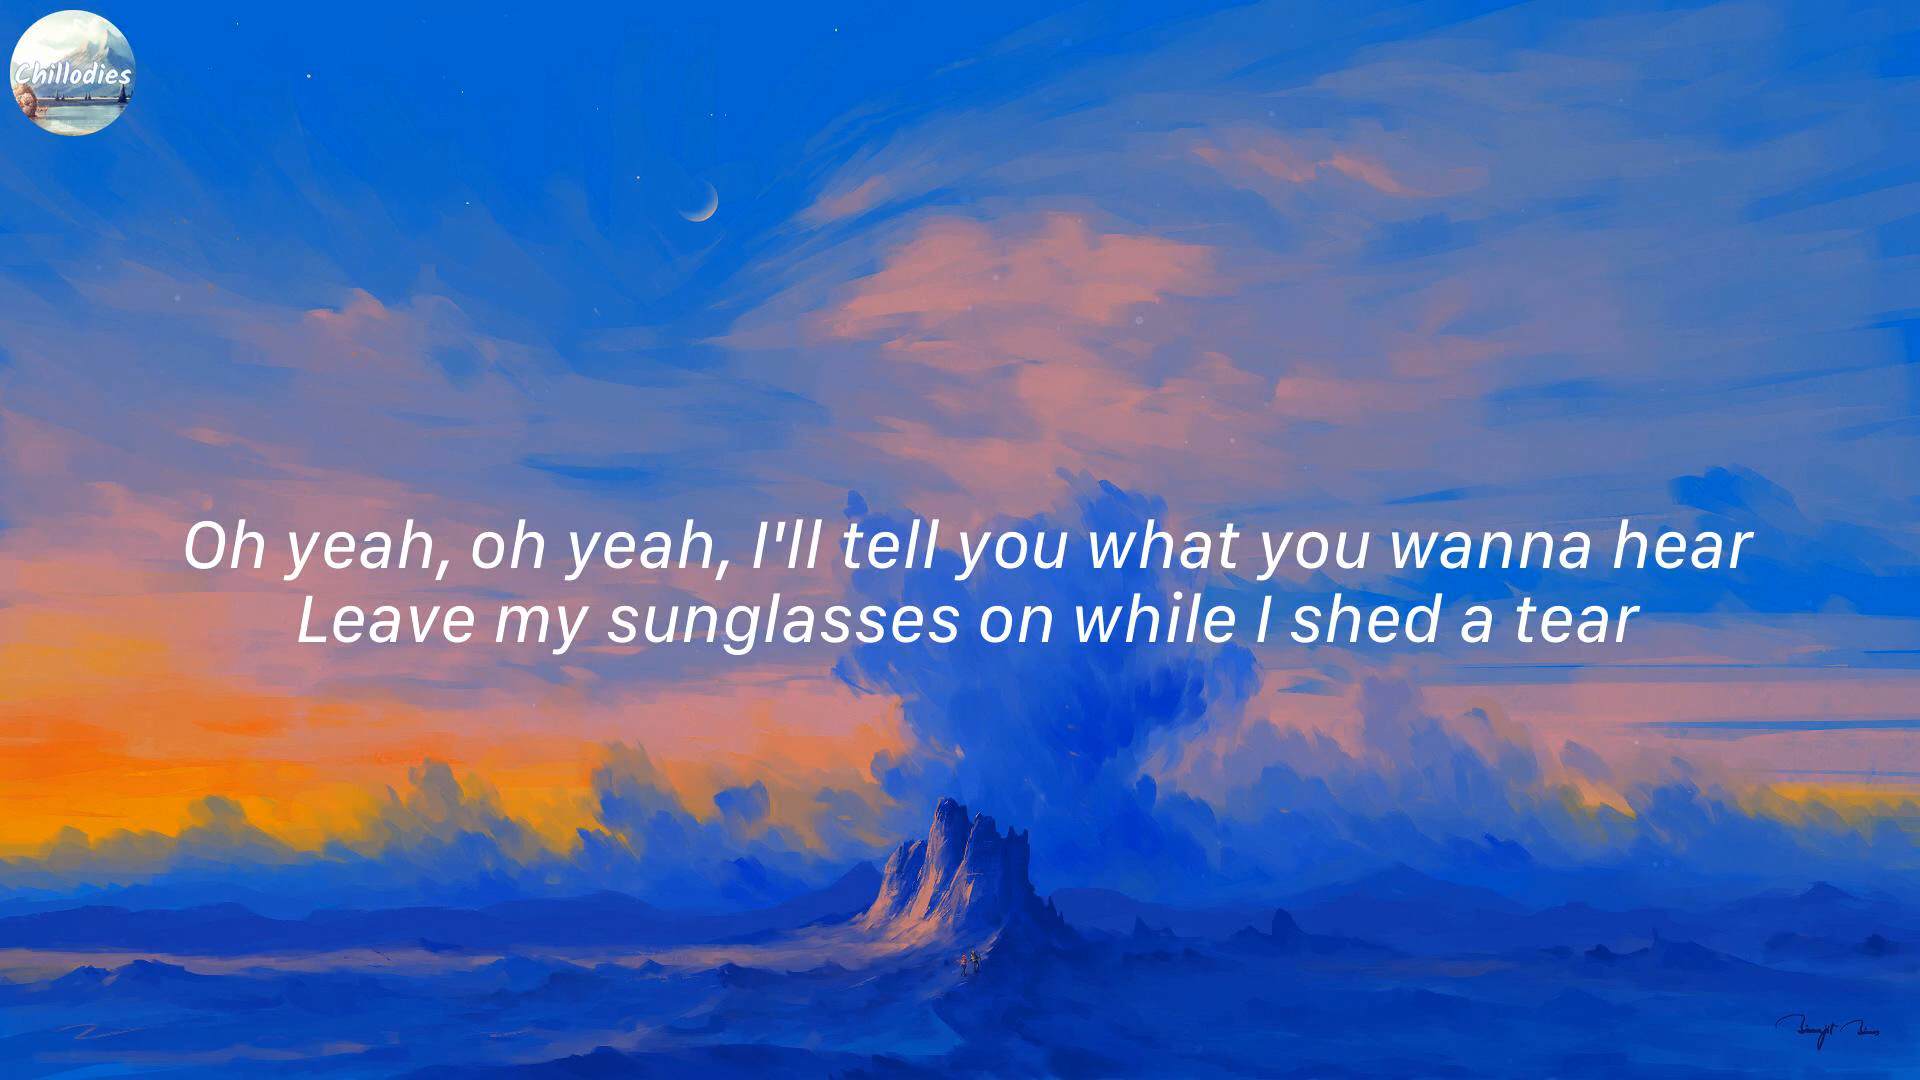 Chillodies
Oh yeah, oh yeah, I'll tell you what you wanna hear
Leave my sunglasses on while I shed a tear